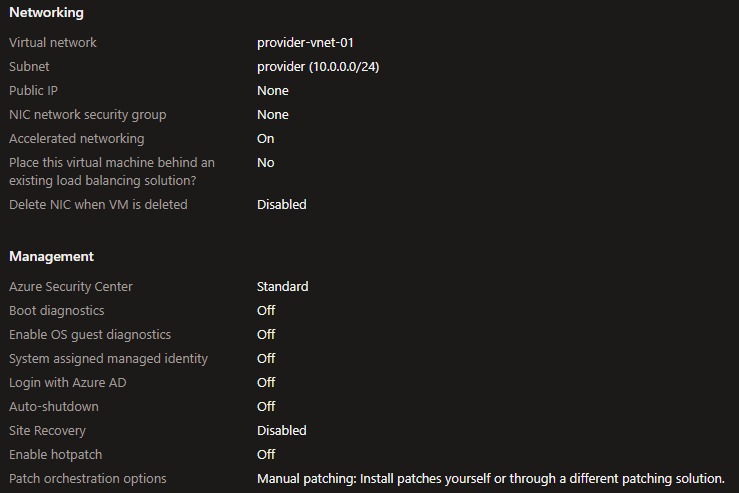 Networking
Virtual network provider-vnet-01
Subnet provider (10.0.0.0/24)
Public IP None
NIC network security group None
Accelerated networking On
Place this virtual machine behind an No
existing load balancing solution?
Delete NIC when VM is deleted Disabled
Management
Azure Security Center Standard
Boot diagnostics Off
Enable OS guest diagnostics Off
System assigned managed identity Off
Login with Azure AD Off
Auto-shutdown Off
Site Recovery Disabled
Enable hotpatch Off
Patch orchestration options Manual patching: Install patches yourself or through a different patching solution.